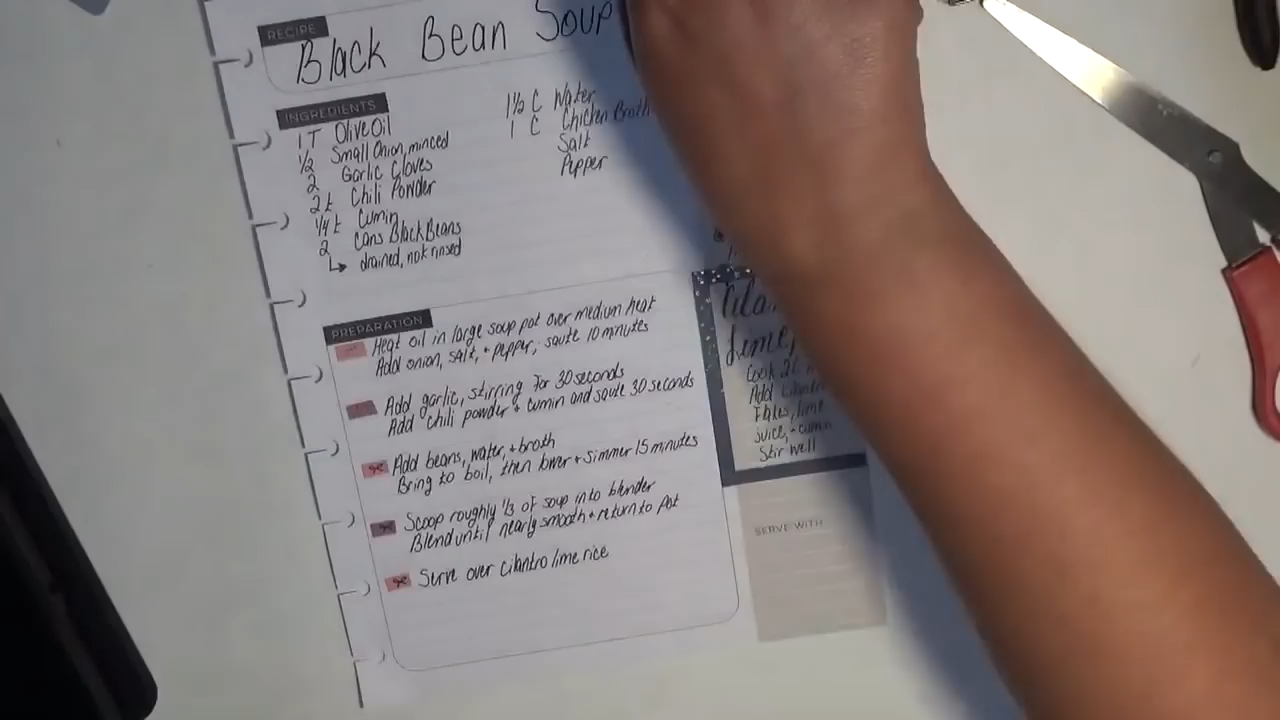 RECIPE
Black Bean Soup
INGREDIENTS
1T Olive Oil
1/2 Small Onion, minced
2 Garlic Cloves
2t Chili Powder
1/4t Cumin
2 Cans Black Beans
drained, not rinsed
1 1/2 C Water
1 C Chicken Broth
Salt
Pepper
PREPARATION
Heat oil in large soup pot over medium heat
Add onion, salt, + pepper, saute 10 minutes
Add garlic, stirring for 30 seconds
Add chili powder + cumin and saute 30 seconds
Add beans, water, + broth
Bring to boil, then lower + simmer 15 minutes
Scoop roughly 1/3 of soup into blender
Blend until nearly smooth + return to pot
Serve over cilantro lime rice
Lime
Cook
Add
Flakes, lime
juice, + cumin
Stir well
SERVE WITH